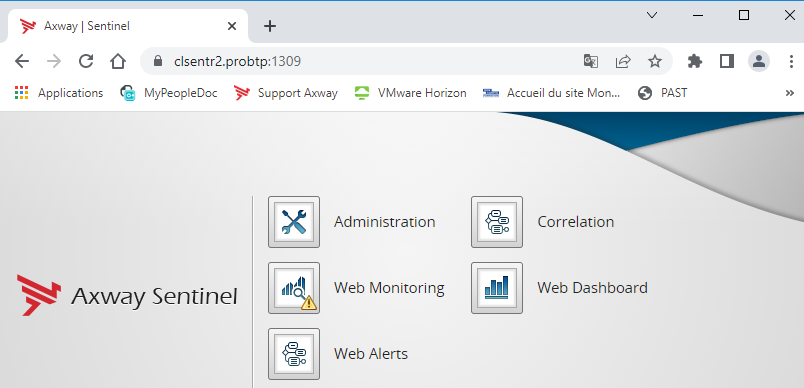 Axway | Sentinel
clsentr2.probtp:1309
Applications MyPeopleDoc Support Axway VMware Horizon Accueil du site Mon... PAST »
Administration Correlation
Axway Sentinel
Web Monitoring Web Dashboard
Web Alerts